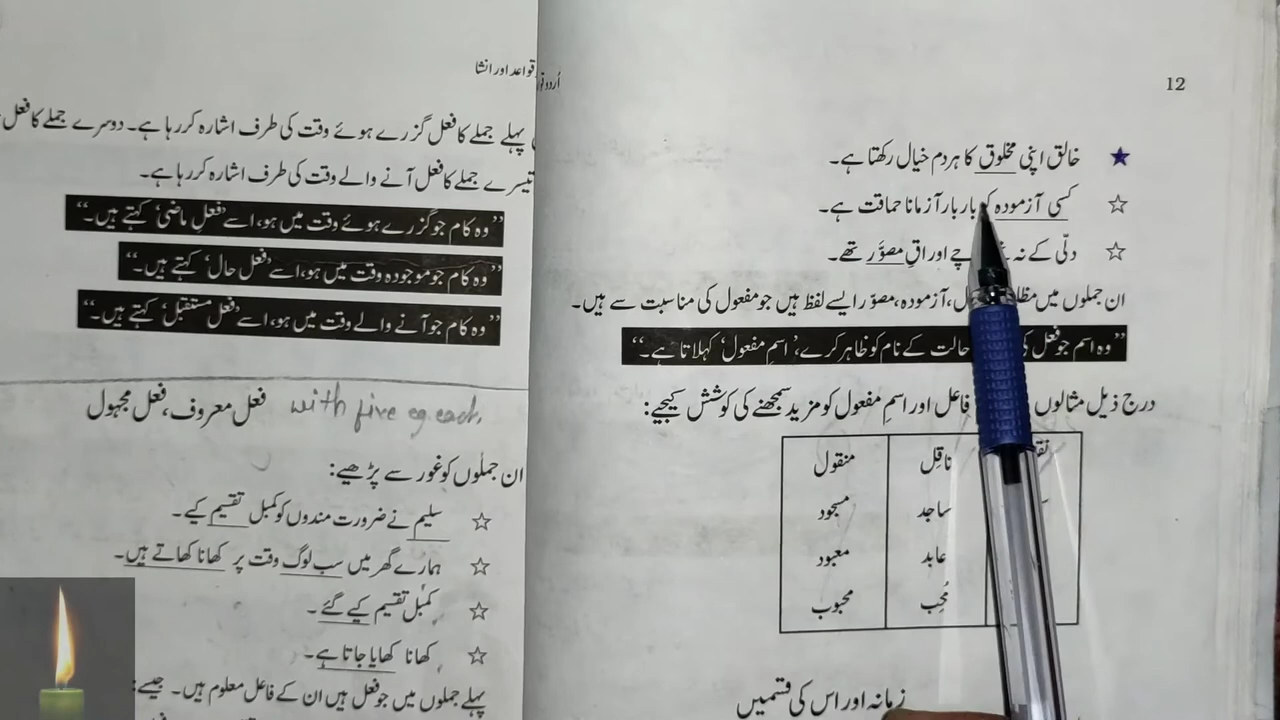 12
خالق اپنی مخلوق کا ہر دم خیال رکھتا ہے۔
کسی آزمودہ کو بار بار آزمانا حماقت ہے۔
دلّی کے نہ اوراقِ مصوَّر تھے۔
ان جملوں میں آزمودہ، مصوّر ایسے لفظ ہیں جو مفعول کی مناسبت سے ہیں۔
”وہ اسم جو فعل کی حالت کے نام کو ظاہر کرے، ’اسمِ مفعول‘ کہلاتا ہے۔“
درج ذیل مثالوں فاعل اور اسمِ مفعول کو مزید سمجھنے کی کوشش کیجیے:
ناقِل منقول
ساجد مسجود
عابد معبود
مُحِب محبوب
زمانہ اور اس کی قسمیں
قواعد اور انشا
پہلے جملے کا فعل گزرے ہوئے وقت کی طرف اشارہ کر رہا ہے۔ دوسرے جملے کا فعل
تیسرے جملے کا فعل آنے والے وقت کی طرف اشارہ کر رہا ہے۔
”وہ کام جو گزرے ہوئے وقت میں ہو، اسے ’فعلِ ماضی‘ کہتے ہیں۔“
”وہ کام جو موجودہ وقت میں ہو، اسے ’فعل حال‘ کہتے ہیں۔“
”وہ کام جو آنے والے وقت میں ہو، اسے ’فعل مستقبل‘ کہتے ہیں۔“
فعل معروف، فعل مجہول with five eg. each.
ان جملوں کو غور سے پڑھیے:
سلیم نے ضرورت مندوں کو کمبل تقسیم کیے۔
ہمارے گھر میں سب لوگ وقت پر کھانا کھاتے ہیں۔
کمبل تقسیم کیے گئے۔
کھانا کھایا جاتا ہے۔
پہلے جملوں میں جو فعل ہیں ان کے فاعل معلوم ہیں۔ جیسے: